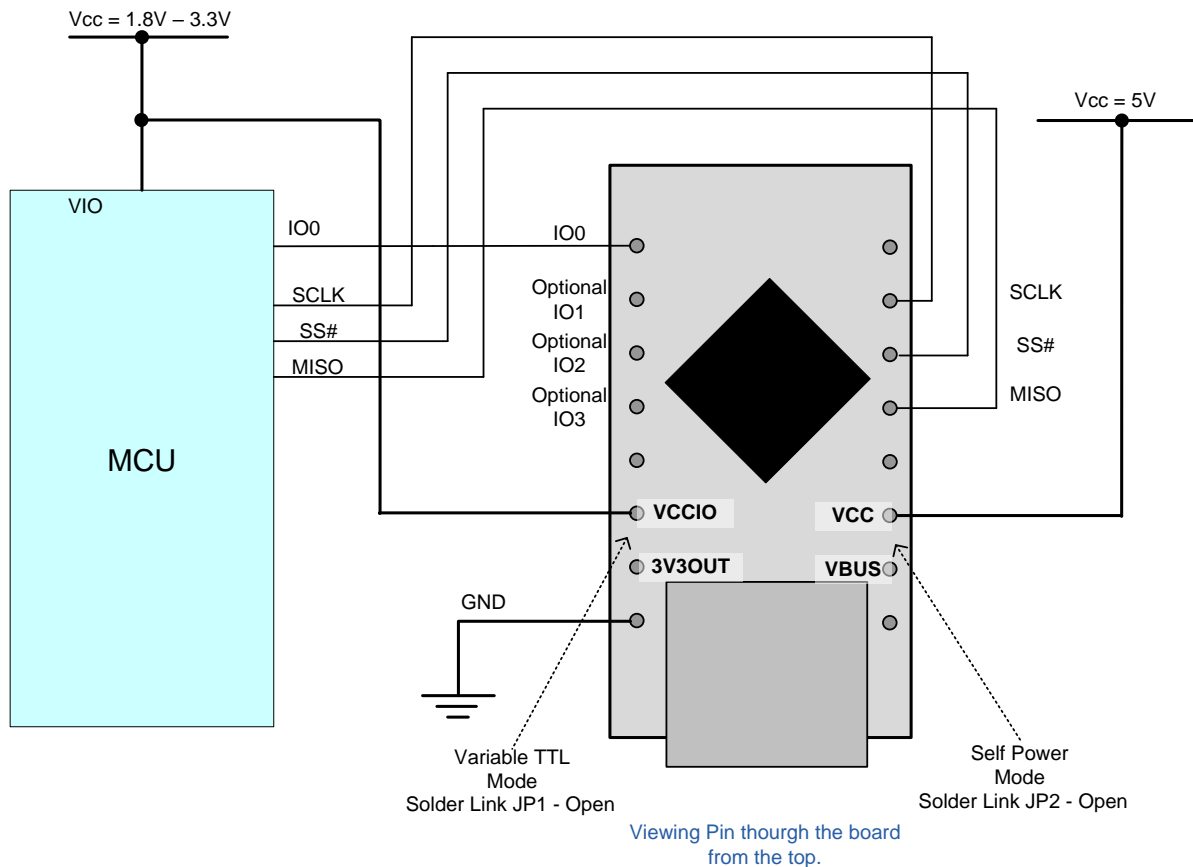 Vcc = 1.8V – 3.3V
Vcc = 5V
VIO
IO0
IO0
SCLK
Optional
IO1
SCLK
SS#
Optional
IO2
SS#
MISO
Optional
IO3
MISO
MCU
VCCIO
VCC
3V3OUT
VBUS
GND
Variable TTL
Mode
Solder Link JP1 - Open
Self Power
Mode
Solder Link JP2 - Open
Viewing Pin thourgh the board
from the top.